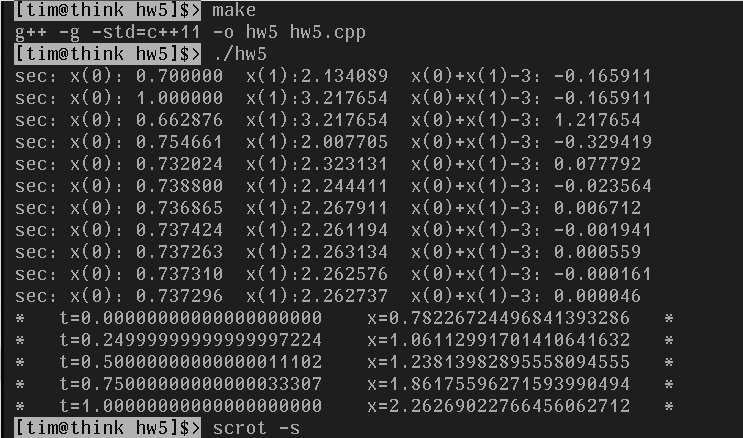 [tim@think hw5]$> make
g++ -g -std=c++11 -o hw5 hw5.cpp
[tim@think hw5]$> ./hw5
sec: x(0): 0.700000  x(1):2.134089  x(0)+x(1)-3: -0.165911
sec: x(0): 1.000000  x(1):3.217654  x(0)+x(1)-3: -0.165911
sec: x(0): 0.662876  x(1):3.217654  x(0)+x(1)-3: 1.217654
sec: x(0): 0.754661  x(1):2.007705  x(0)+x(1)-3: -0.329419
sec: x(0): 0.732024  x(1):2.323131  x(0)+x(1)-3: 0.077792
sec: x(0): 0.738800  x(1):2.244411  x(0)+x(1)-3: -0.023564
sec: x(0): 0.736865  x(1):2.267911  x(0)+x(1)-3: 0.006712
sec: x(0): 0.737424  x(1):2.261194  x(0)+x(1)-3: -0.001941
sec: x(0): 0.737263  x(1):2.263134  x(0)+x(1)-3: 0.000559
sec: x(0): 0.737310  x(1):2.262576  x(0)+x(1)-3: -0.000161
sec: x(0): 0.737296  x(1):2.262737  x(0)+x(1)-3: 0.000046
*   t=0.00000000000000000000    x=0.78226724496841393286   *
*   t=0.24999999999999997224    x=1.06112991701410641632   *
*   t=0.50000000000000011102    x=1.23813982895558094555   *
*   t=0.75000000000000033307    x=1.86175596271593990494   *
*   t=1.00000000000000000000    x=2.26269022766456062712   *
[tim@think hw5]$> scrot -s